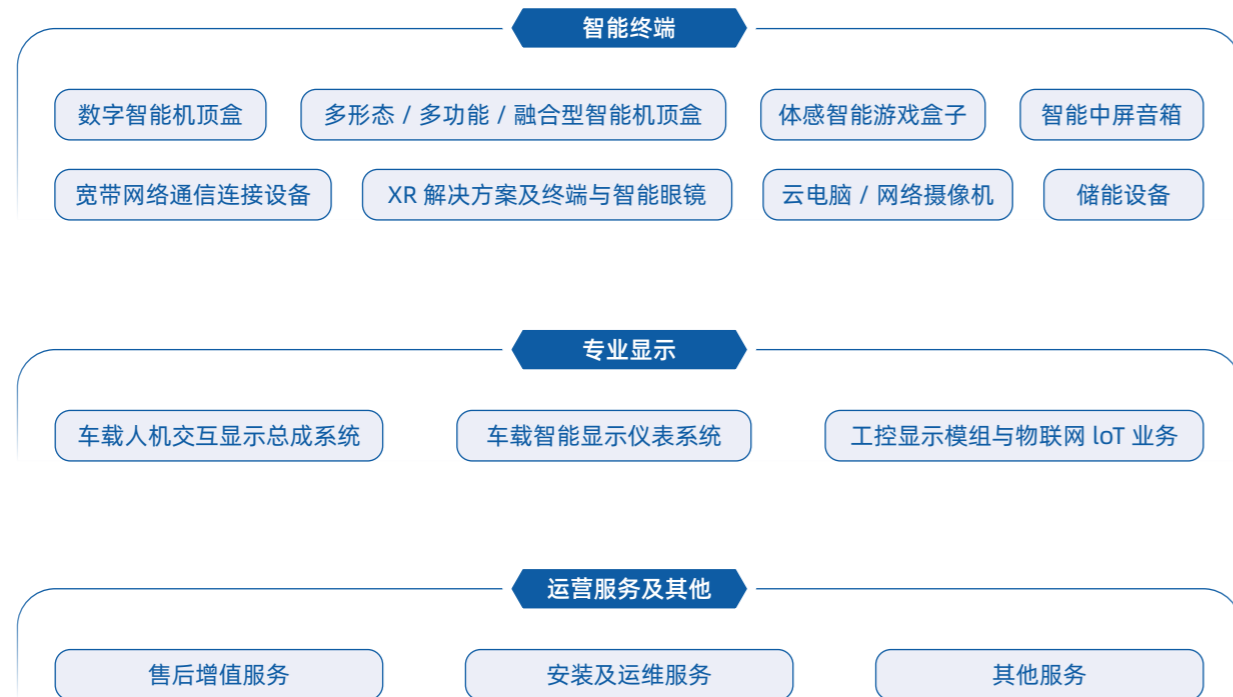 智能终端
数字智能机顶盒
多形态 / 多功能 / 融合型智能机顶盒
体感智能游戏盒子
智能中屏音箱
宽带网络通信连接设备
XR 解决方案及终端与智能眼镜
云电脑 / 网络摄像机
储能设备
专业显示
车载人机交互显示总成系统
车载智能显示仪表系统
工控显示模组与物联网 loT 业务
运营服务及其他
售后增值服务
安装及运维服务
其他服务